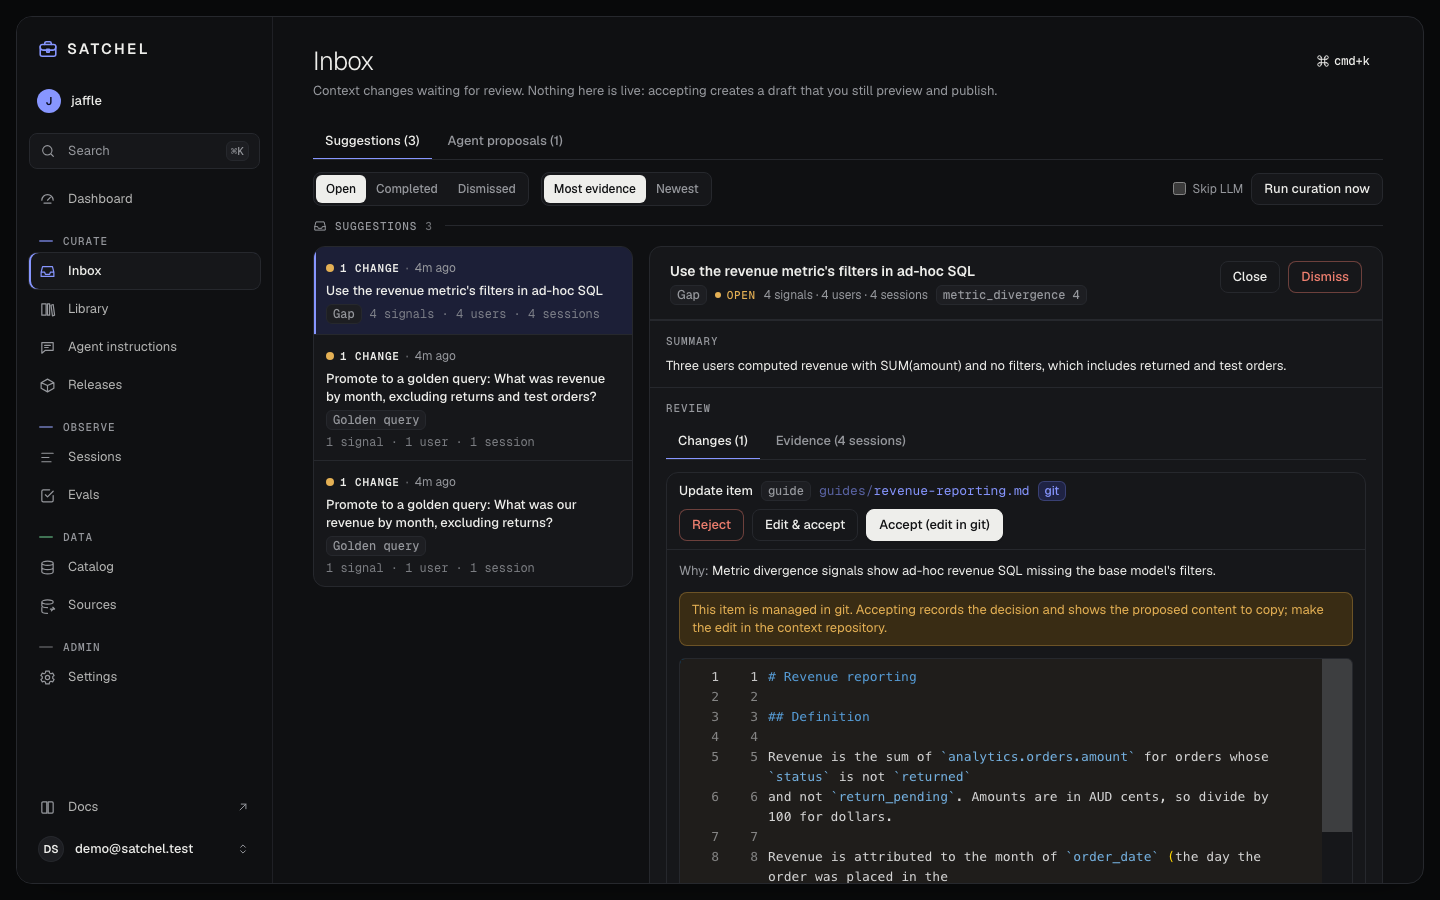 SATCHEL
J jaffle
Search ⌘K
Dashboard
CURATE
Inbox
Library
Agent instructions
Releases
OBSERVE
Sessions
Evals
DATA
Catalog
Sources
ADMIN
Settings
Docs
DS demo@satchel.test
Inbox
⌘ cmd+k
Context changes waiting for review. Nothing here is live: accepting creates a draft that you still preview and publish.
Suggestions (3) Agent proposals (1)
Open Completed Dismissed Most evidence Newest Skip LLM Run curation now
SUGGESTIONS 3
1 CHANGE · 4m ago
Use the revenue metric's filters in ad-hoc SQL
Gap 4 signals · 4 users · 4 sessions
1 CHANGE · 4m ago
Promote to a golden query: What was revenue
by month, excluding returns and test orders?
Golden query
1 signal · 1 user · 1 session
1 CHANGE · 4m ago
Promote to a golden query: What was our
revenue by month, excluding returns?
Golden query
1 signal · 1 user · 1 session
Use the revenue metric's filters in ad-hoc SQL
Close Dismiss
Gap OPEN 4 signals · 4 users · 4 sessions metric_divergence 4
SUMMARY
Three users computed revenue with SUM(amount) and no filters, which includes returned and test orders.
REVIEW
Changes (1) Evidence (4 sessions)
Update item guide guides/revenue-reporting.md git
Reject Edit & accept Accept (edit in git)
Why: Metric divergence signals show ad-hoc revenue SQL missing the base model's filters.
This item is managed in git. Accepting records the decision and shows the proposed content to copy; make
the edit in the context repository.
1 1 # Revenue reporting
2 2
3 3 ## Definition
4 4
5 5 Revenue is the sum of `analytics.orders.amount` for orders whose
`status` is not `returned`
6 6 and not `return_pending`. Amounts are in AUD cents, so divide by
100 for dollars.
7 7
8 8 Revenue is attributed to the month of `order_date` (the day the
order was placed in the